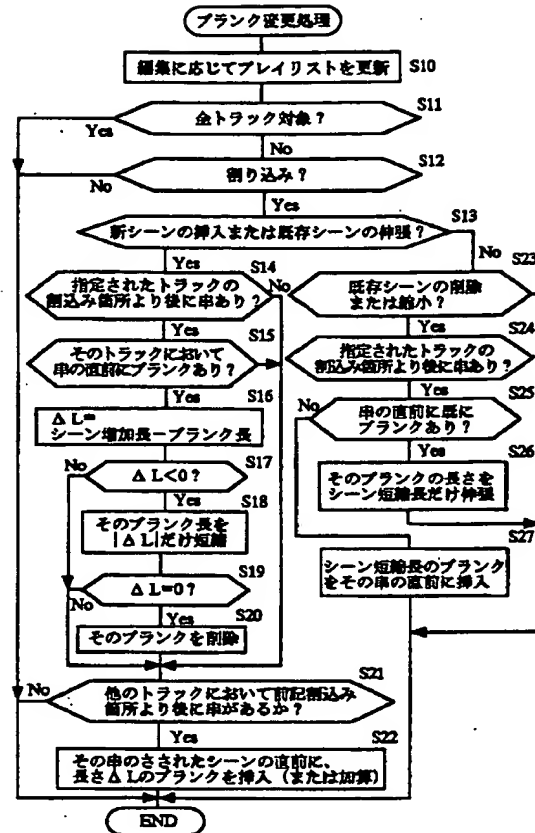 ブランク変更処理
編集に応じてプレイリストを更新
S10
全トラック対象?
S11
Yes
No
割り込み?
S12
No
Yes
新シーンの挿入または既存シーンの伸張?
S13
Yes
No
指定されたトラックの
割込み箇所より後に串あり?
S14
No
Yes
そのトラックにおいて
串の直前にブランクあり?
S15
Yes
ΔL=
シーン増加長−ブランク長
S16
ΔL<0?
S17
No
Yes
そのブランク長を
|ΔL|だけ短縮
S18
ΔL=0?
S19
No
Yes
そのブランクを削除
S20
他のトラックにおいて前記割込み
箇所より後に串があるか?
S21
No
Yes
その串のさされたシーンの直前に、
長さΔLのブランクを挿入(または加算)
S22
既存シーンの削除
または縮小?
S23
Yes
指定されたトラックの
割込み箇所より後に串あり?
S24
Yes
串の直前に既に
ブランクあり?
S25
No
Yes
そのブランクの長さを
シーン短縮長だけ伸張
S26
シーン短縮長のブランク
をその串の直前に挿入
S27
END